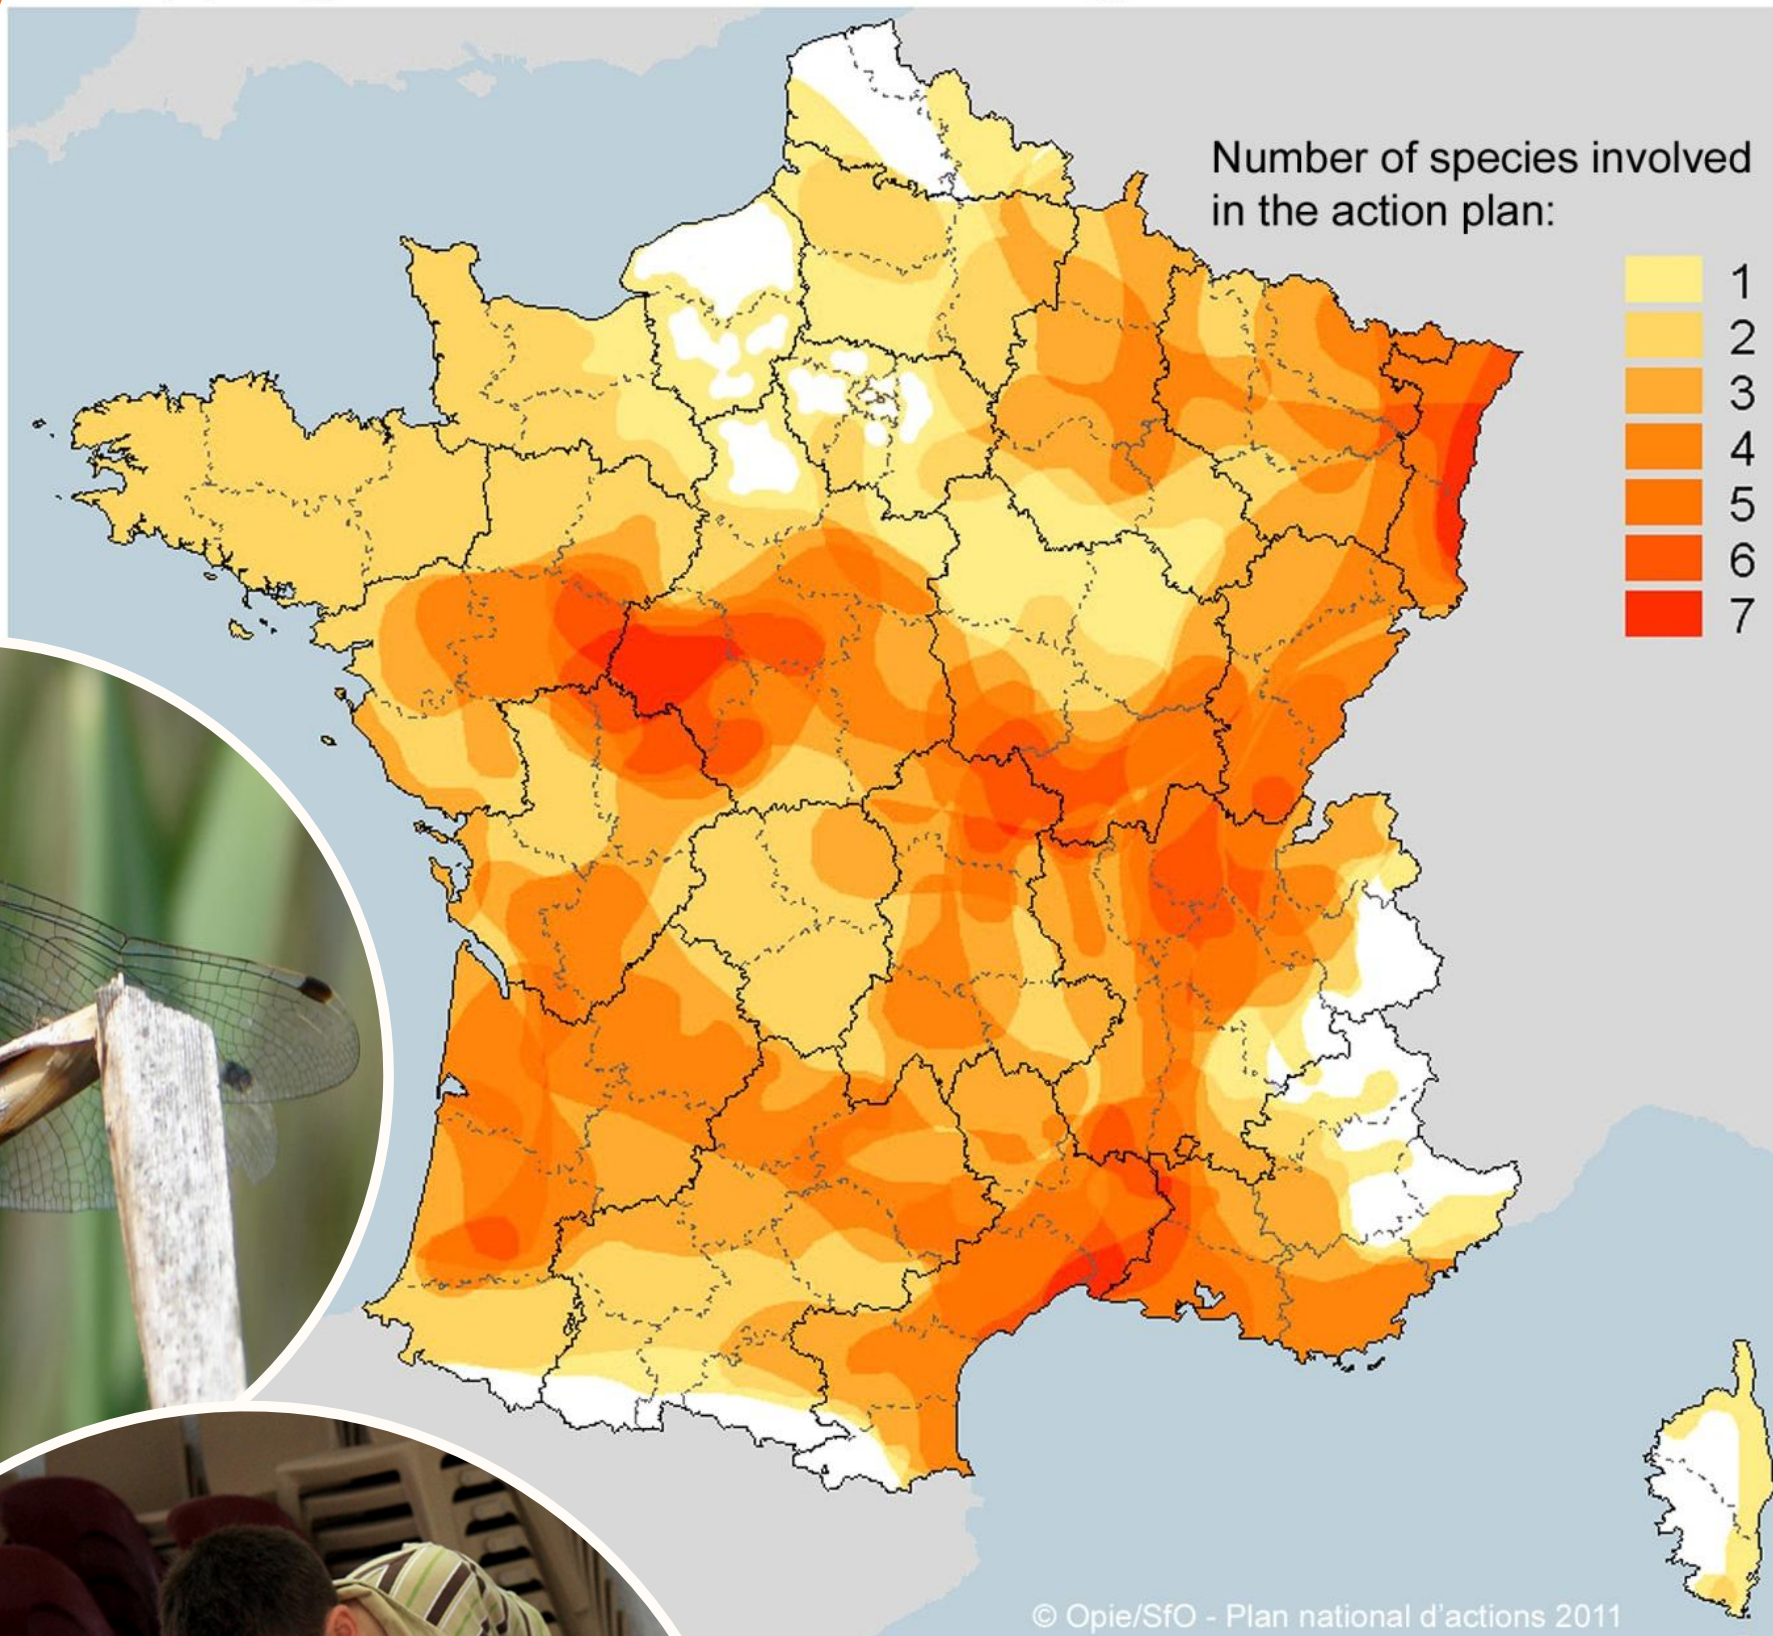 Number of species involved
in the action plan:
1
2
3
4
5
6
7
© Opie/SfO - Plan national d'actions 2011